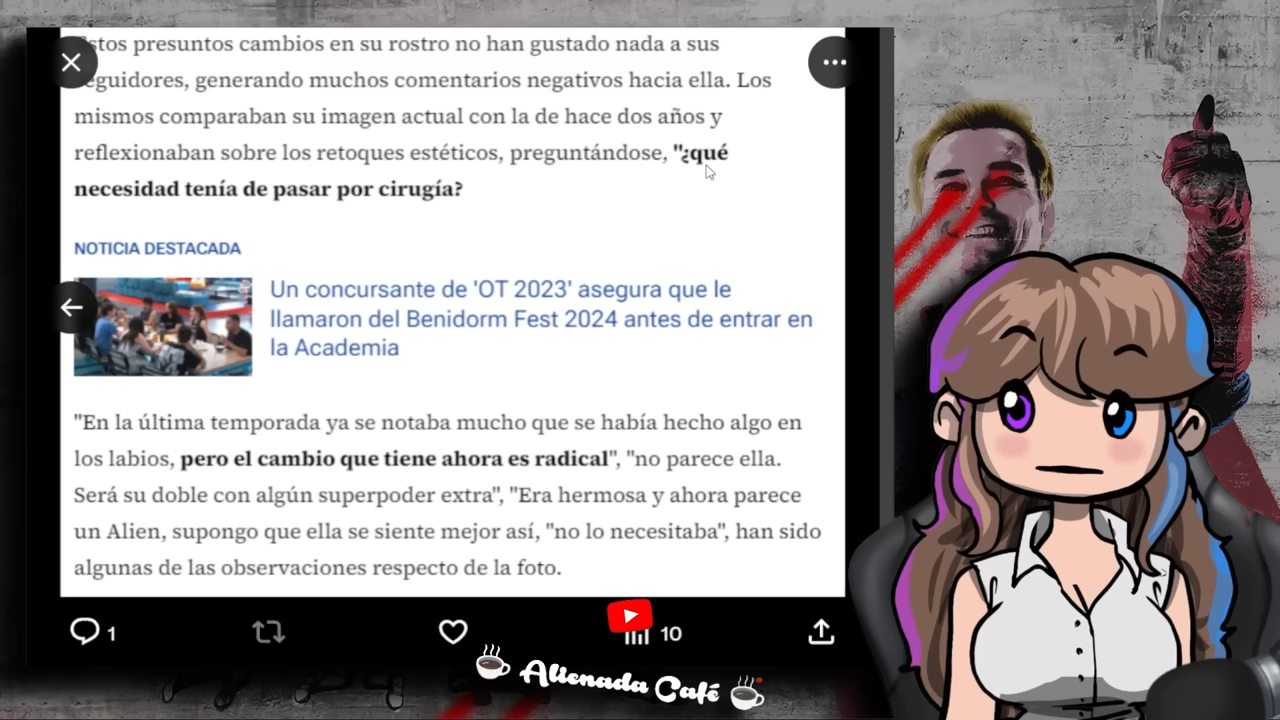 Estos presuntos cambios en su rostro no han gustado nada a sus
seguidores, generando muchos comentarios negativos hacia ella. Los
mismos comparaban su imagen actual con la de hace dos años y
reflexionaban sobre los retoques estéticos, preguntándose, "¿qué
necesidad tenía de pasar por cirugía?
NOTICIA DESTACADA
Un concursante de 'OT 2023' asegura que le
llamaron del Benidorm Fest 2024 antes de entrar en
la Academia
"En la última temporada ya se notaba mucho que se había hecho algo en
los labios, pero el cambio que tiene ahora es radical", "no parece ella.
Será su doble con algún superpoder extra", "Era hermosa y ahora parece
un Alien, supongo que ella se siente mejor así, "no lo necesitaba", han sido
algunas de las observaciones respecto de la foto.
1
10
Alienada Café